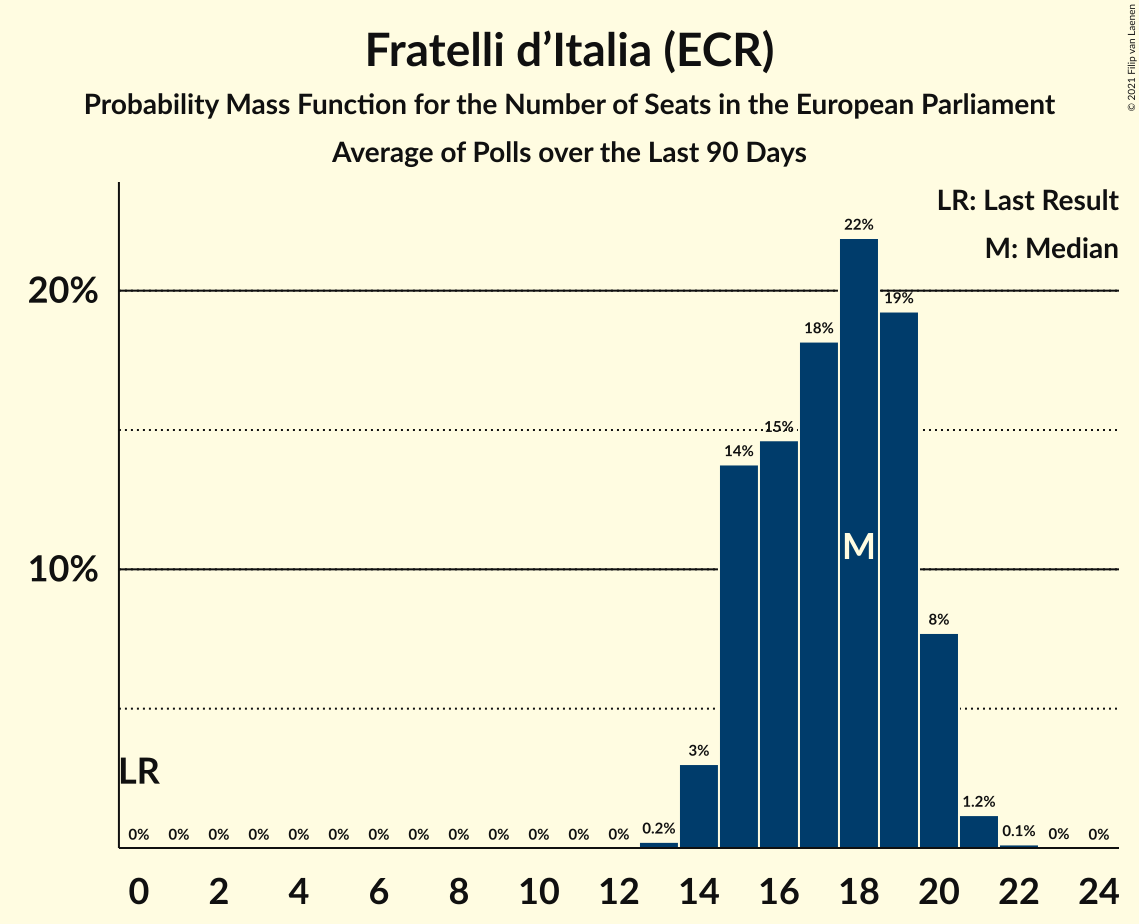 Fratelli d’Italia (ECR)
Probability Mass Function for the Number of Seats in the European Parliament
Average of Polls over the Last 90 Days
© 2021 Filip van Laenen
LR: Last Result
M: Median
22%
20%
19%
18%
15%
14%
M
10%
8%
3%
LR
1.2%
0% 0% 0% 0% 0% 0% 0% 0% 0% 0% 0% 0% 0% 0.2% 0.1% 0% 0%
0 2 4 6 8 10 12 14 16 18 20 22 24